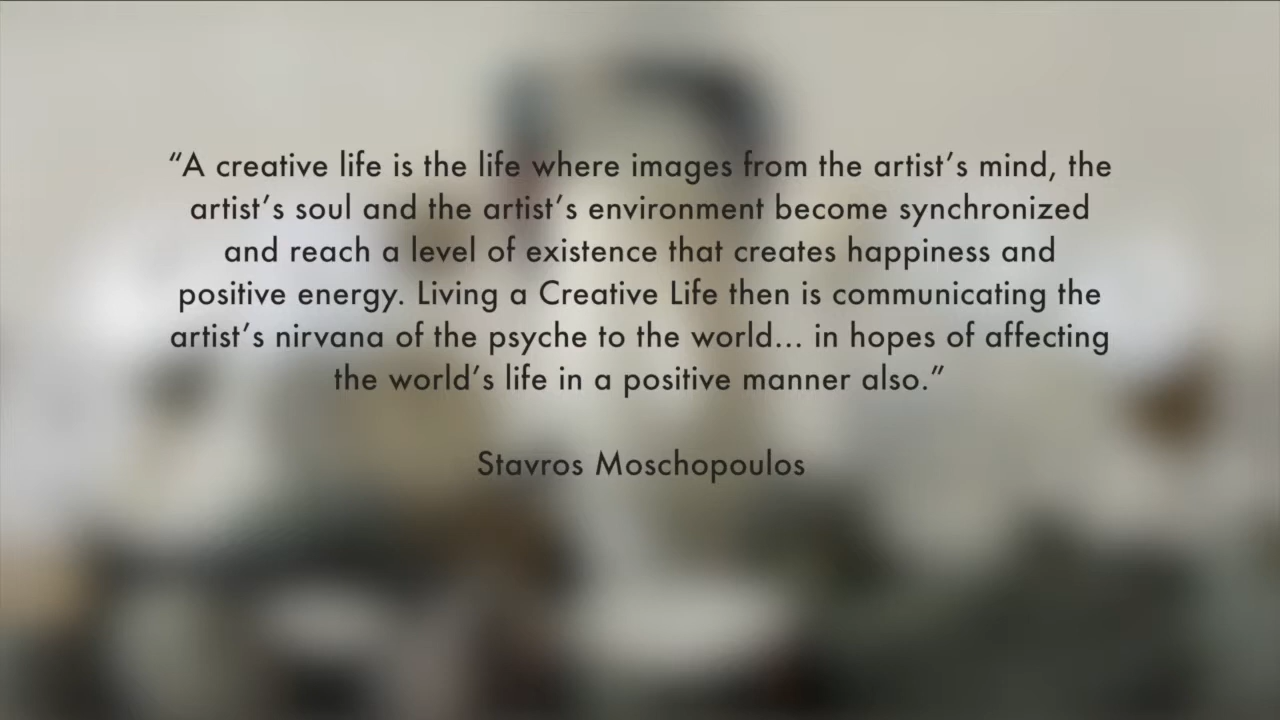 “A creative life is the life where images from the artist’s mind, the
artist’s soul and the artist’s environment become synchronized
and reach a level of existence that creates happiness and
positive energy. Living a Creative Life then is communicating the
artist’s nirvana of the psyche to the world... in hopes of affecting
the world’s life in a positive manner also.”
Stavros Moschopoulos